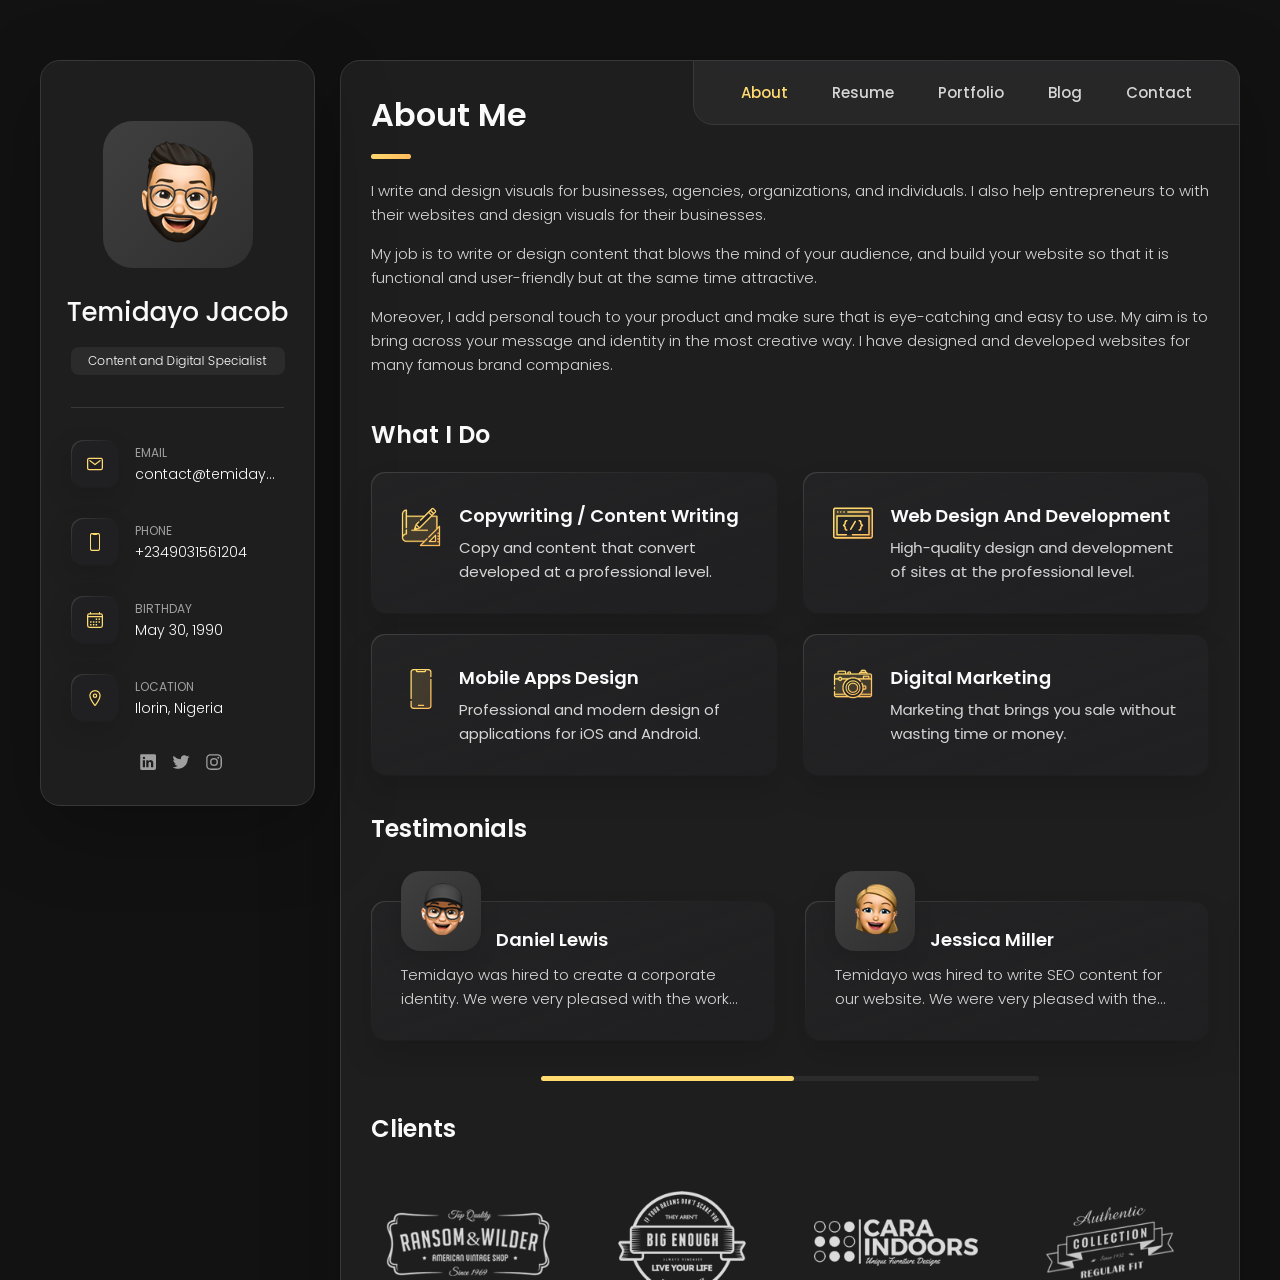 Temidayo Jacob
Content and Digital Specialist
EMAIL
contact@temiday...
PHONE
+2349031561204
BIRTHDAY
May 30, 1990
LOCATION
Ilorin, Nigeria
About
Resume
Portfolio
Blog
Contact
About Me
I write and design visuals for businesses, agencies, organizations, and individuals. I also help entrepreneurs to with
their websites and design visuals for their businesses.
My job is to write or design content that blows the mind of your audience, and build your website so that it is
functional and user-friendly but at the same time attractive.
Moreover, I add personal touch to your product and make sure that is eye-catching and easy to use. My aim is to
bring across your message and identity in the most creative way. I have designed and developed websites for
many famous brand companies.
What I Do
Copywriting / Content Writing
Copy and content that convert
developed at a professional level.
Web Design And Development
High-quality design and development
of sites at the professional level.
Mobile Apps Design
Professional and modern design of
applications for iOS and Android.
Digital Marketing
Marketing that brings you sale without
wasting time or money.
Testimonials
Daniel Lewis
Temidayo was hired to create a corporate
identity. We were very pleased with the work...
Jessica Miller
Temidayo was hired to write SEO content for
our website. We were very pleased with the...
Clients
Top Quality
RANSOM & WILDER
AMERICAN VINTAGE SHOP
Since 1969
IF YOUR DREAMS DON'T SCARE YOU
THEY AREN'T
BIG ENOUGH
ALWAYS REMEMBER
LIVE YOUR LIFE
CARA
INDOORS
Unique Furniture Designs
Authentic
COLLECTION
REGULAR FIT